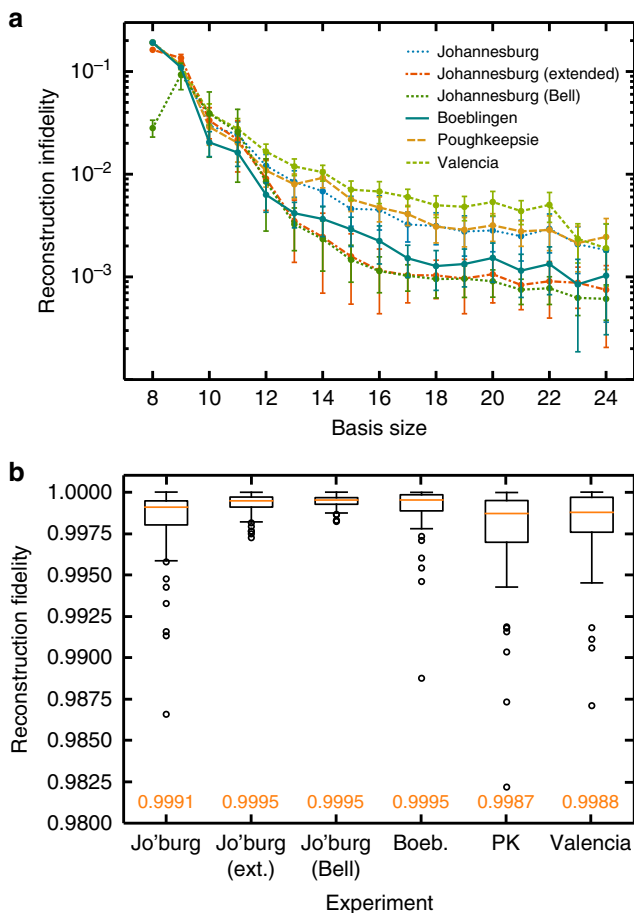 a
Reconstruction infidelity
10⁻¹
10⁻²
10⁻³
Johannesburg
Johannesburg (extended)
Johannesburg (Bell)
Boeblingen
Poughkeepsie
Valencia
8 10 12 14 16 18 20 22 24
Basis size
b
Reconstruction fidelity
1.0000
0.9975
0.9950
0.9925
0.9900
0.9875
0.9850
0.9825
0.9800
0.9991 0.9995 0.9995 0.9995 0.9987 0.9988
Jo'burg Jo'burg Jo'burg Boeb. PK Valencia
(ext.) (Bell)
Experiment